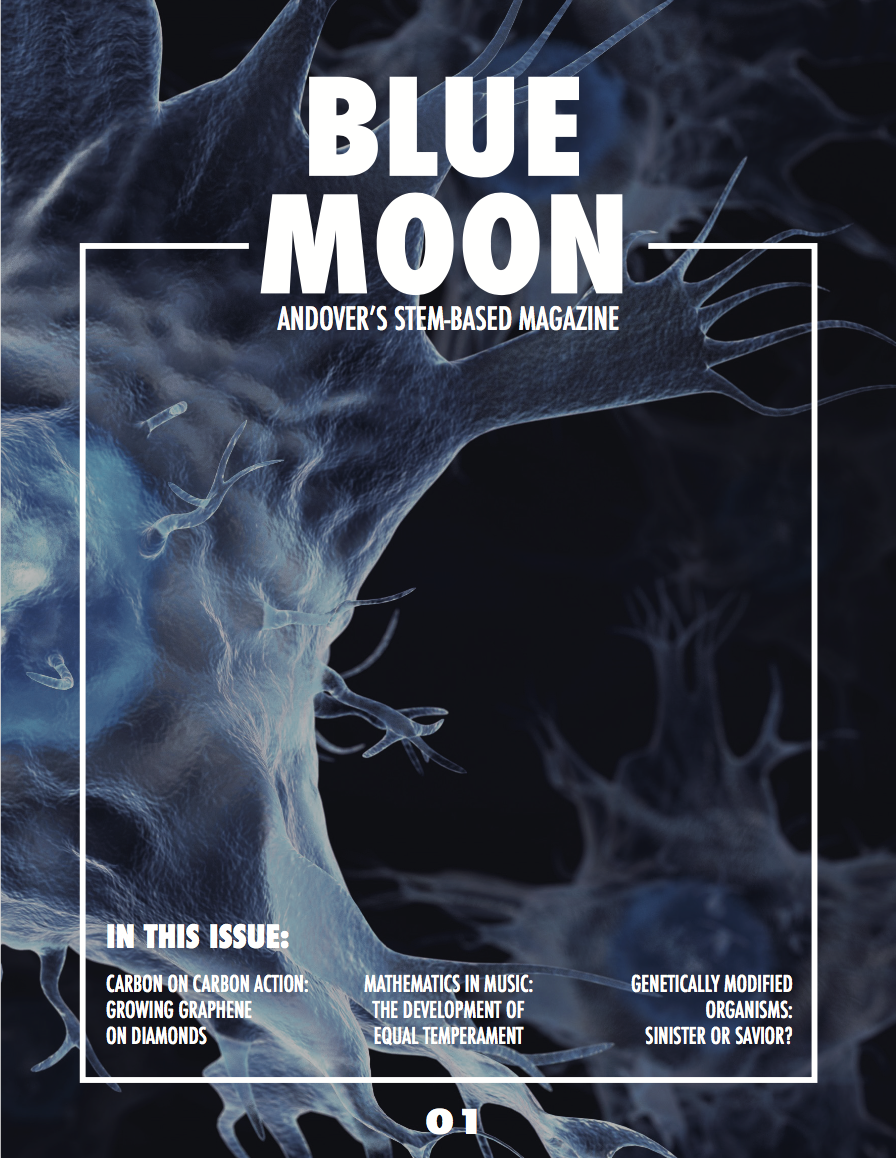 BLUE
MOON
ANDOVER'S STEM-BASED MAGAZINE
IN THIS ISSUE:
CARBON ON CARBON ACTION:
GROWING GRAPHENE
ON DIAMONDS
MATHEMATICS IN MUSIC:
THE DEVELOPMENT OF
EQUAL TEMPERAMENT
GENETICALLY MODIFIED
ORGANISMS:
SINISTER OR SAVIOR?
01